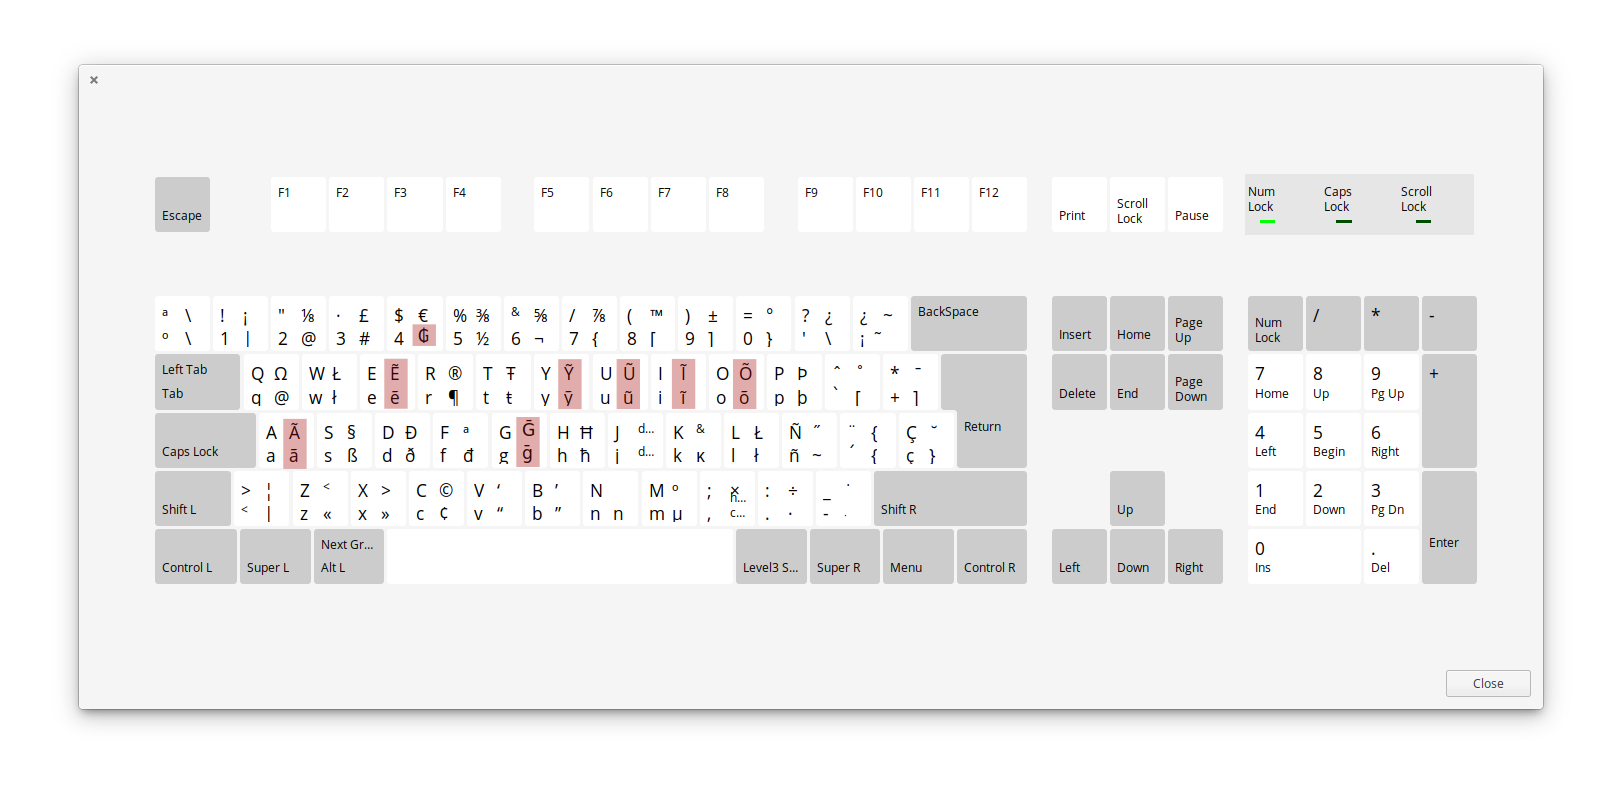 ×
Escape F1 F2 F3 F4 F5 F6 F7 F8 F9 F10 F11 F12 Print Scroll Lock Pause Num Lock Caps Lock Scroll Lock
ª \ ! ¡ " ⅛ · £ $ € % ⅜ & ⅝ / ⅞ ( ™ ) ± = ° ? ¿ ¿ ~ BackSpace
º \ 1 | 2 @ 3 # 4 ₲ 5 ½ 6 ¬ 7 { 8 [ 9 ] 0 } ' \ ¡ ˜
Insert Home Page Up Num Lock / * -
Left Tab Q Ω W Ł E Ẽ R ® T Ŧ Y Ỹ U Ũ I Ĩ O Õ P Þ ˆ ° * ¯
Tab q @ w ł e ẽ r ¶ t ŧ y ỹ u ũ i ĩ o õ p þ ` [ + ]
Delete End Page Down 7 Home 8 Up 9 Pg Up +
A Ã S § D Ð F ª G G̃ H Ħ J d... K & L Ł Ñ ˝ ¨ { Ç ˘ Return
Caps Lock a ã s ß d ð f đ g g̃ h ħ j d... k ĸ l ł ñ ~ ´ { ç }
4 Left 5 Begin 6 Right
> ¦ Z < X > C © V ‘ B ’ N M º ; × h... : ÷ _ ˙
Shift L < | z « x » c ¢ v “ b ” n n m µ , c... . · - . Shift R
Up 1 End 2 Down 3 Pg Dn Enter
Next Gr...
Control L Super L Alt L Level3 S... Super R Menu Control R
Left Down Right 0 Ins . Del
Close